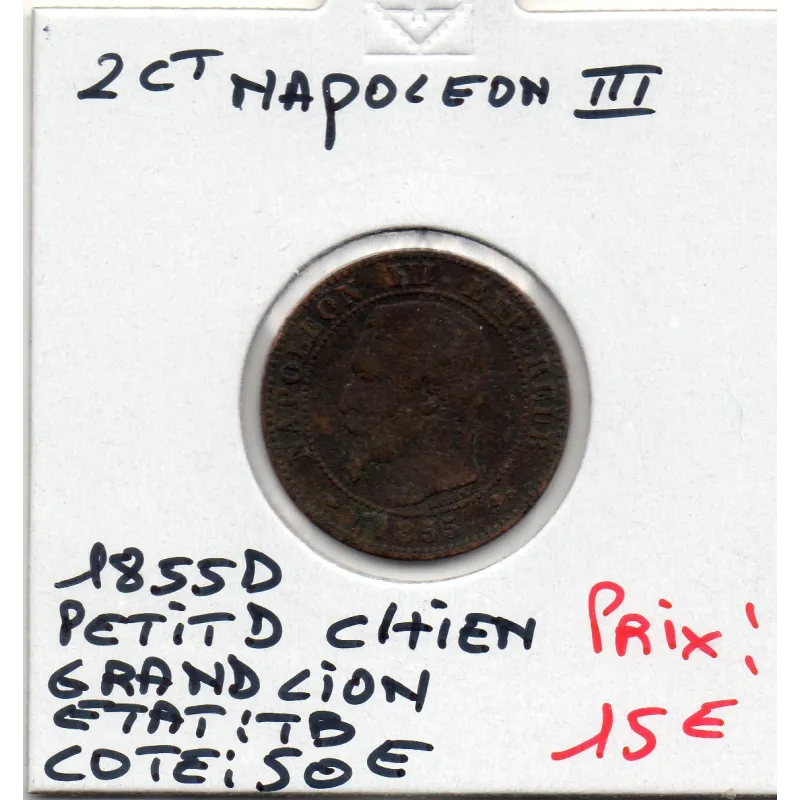 2 CT NAPOLEON III
NAPOLEON III EMPEREUR
1855
1855D
PETIT D CHIEN
GRAND LION
ETAT: TB
COTE: 50 E
PRIX:
15 E